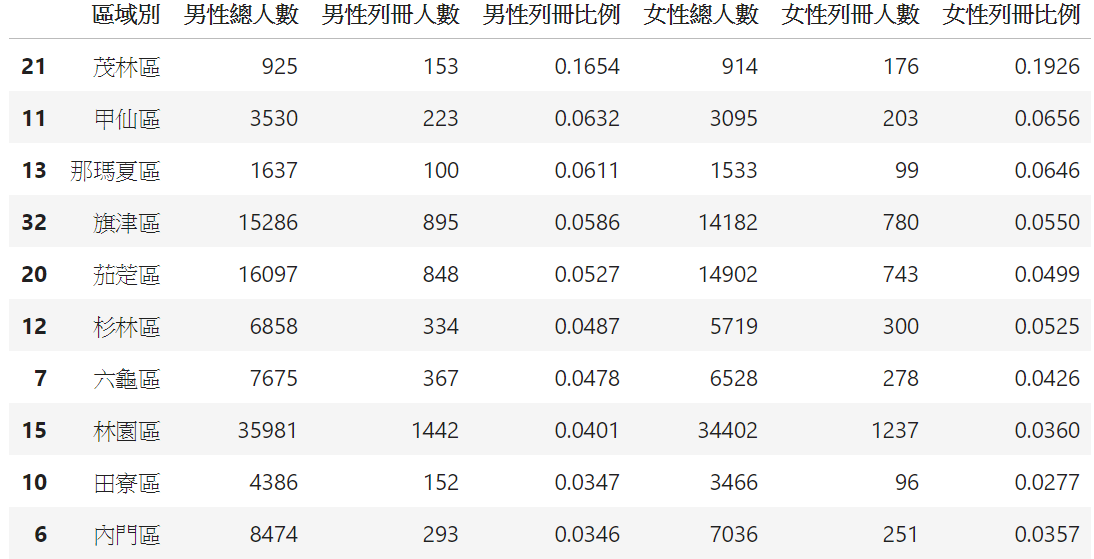 區域別 男性總人數 男性列冊人數 男性列冊比例 女性總人數 女性列冊人數 女性列冊比例
21 茂林區 925 153 0.1654 914 176 0.1926
11 甲仙區 3530 223 0.0632 3095 203 0.0656
13 那瑪夏區 1637 100 0.0611 1533 99 0.0646
32 旗津區 15286 895 0.0586 14182 780 0.0550
20 茄萣區 16097 848 0.0527 14902 743 0.0499
12 杉林區 6858 334 0.0487 5719 300 0.0525
7 六龜區 7675 367 0.0478 6528 278 0.0426
15 林園區 35981 1442 0.0401 34402 1237 0.0360
10 田寮區 4386 152 0.0347 3466 96 0.0277
6 內門區 8474 293 0.0346 7036 251 0.0357